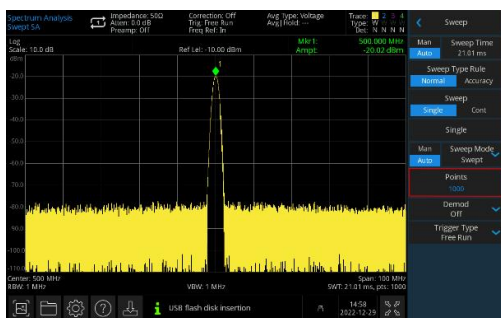 Spectrum Analysis
Swept SA
Impedance: 50Ω
Atten: 0.0 dB
Preamp: Off
Correction: Off
Trig: Free Run
Freq Ref: In
Avg Type: Voltage
Avg|Hold: ---
Trace: 1 2 3 4
Type: W
Det: N N N N
Log
Scale: 10.0 dB
Ref Lel: -10.00 dBm
Mkr1: 500.000 MHz
Ampt: -20.02 dBm
dBm
-20.0
-30.0
-40.0
-50.0
-60.0
-70.0
-80.0
-90.0
-100.0
-110.0
1
Center: 500 MHz
Span: 100 MHz
RBW: 1 MHz
VBW: 1 MHz
SWT: 21.01 ms, pts: 1000
USB flash disk insertion
14:58
2022-12-29
Sweep
Man
Auto
Sweep Time
21.01 ms
Sweep Type Rule
Normal
Accuracy
Sweep
Single
Cont
Single
Man
Auto
Sweep Mode
Swept
Points
1000
Demod
Off
Trigger Type
Free Run